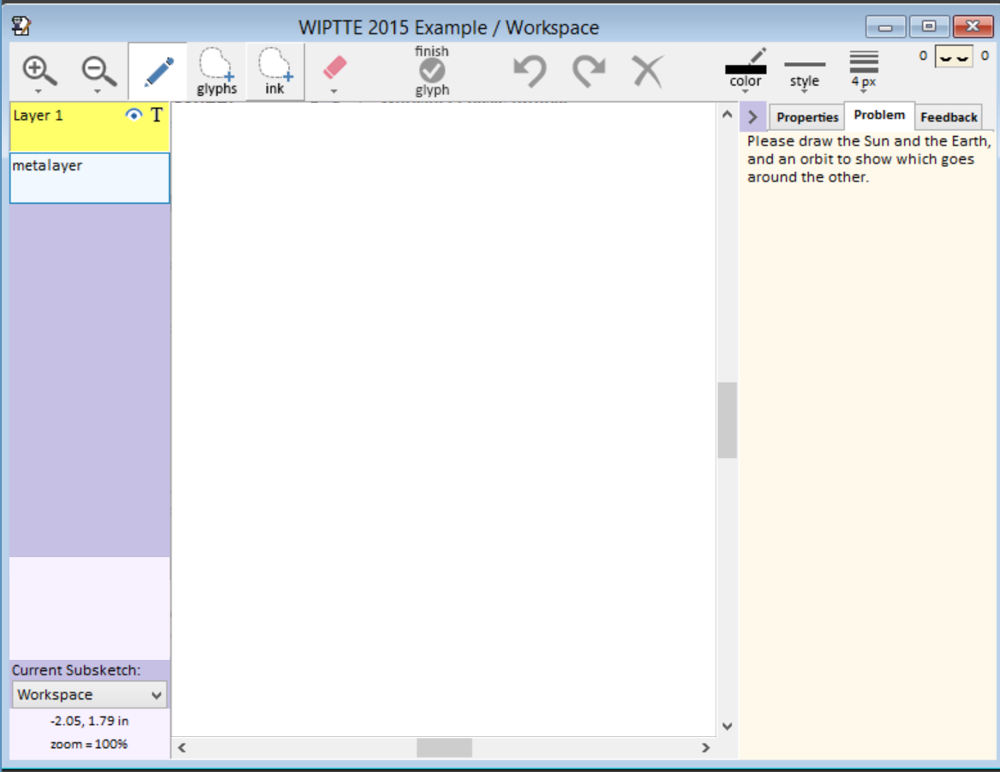 WIPTTE 2015 Example / Workspace
glyphs
ink
finish
glyph
color
style
4 px
0
0
Layer 1
T
metalayer
Properties
Problem
Feedback
Please draw the Sun and the Earth,
and an orbit to show which goes
around the other.
Current Subsketch:
Workspace
-2.05, 1.79 in
zoom = 100%